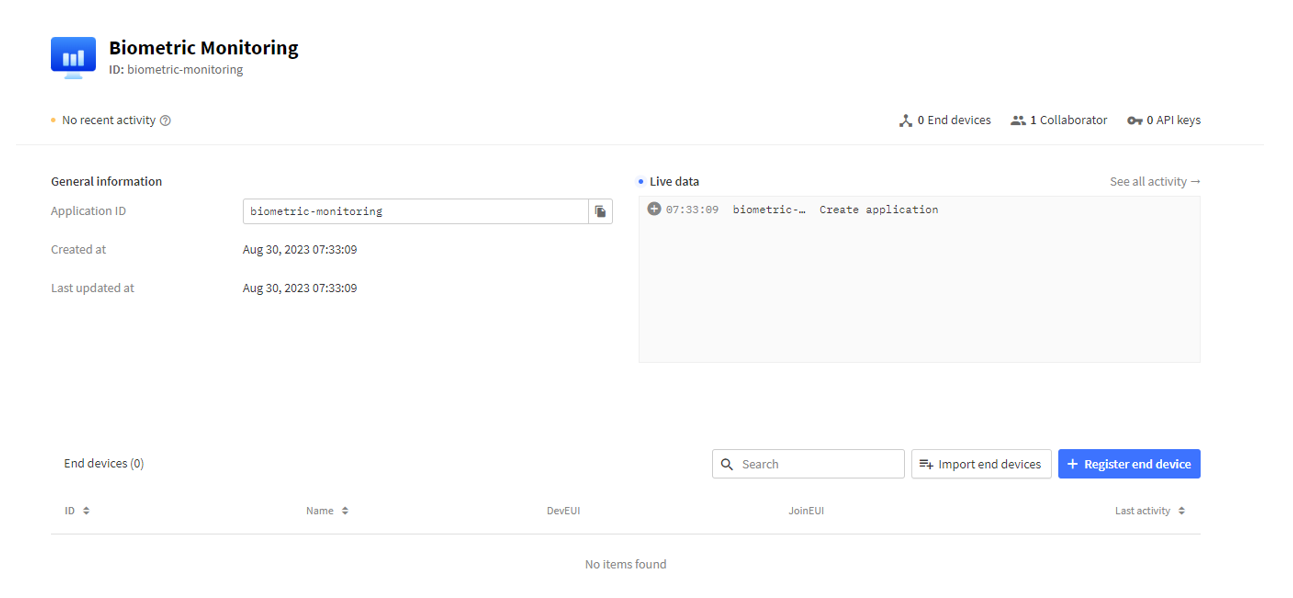 Biometric Monitoring
ID: biometric-monitoring
No recent activity
0 End devices 1 Collaborator 0 API keys
General information
Application ID biometric-monitoring
Created at Aug 30, 2023 07:33:09
Last updated at Aug 30, 2023 07:33:09
Live data See all activity →
07:33:09 biometric-… Create application
End devices (0) Search Import end devices + Register end device
ID Name DevEUI JoinEUI Last activity
No items found